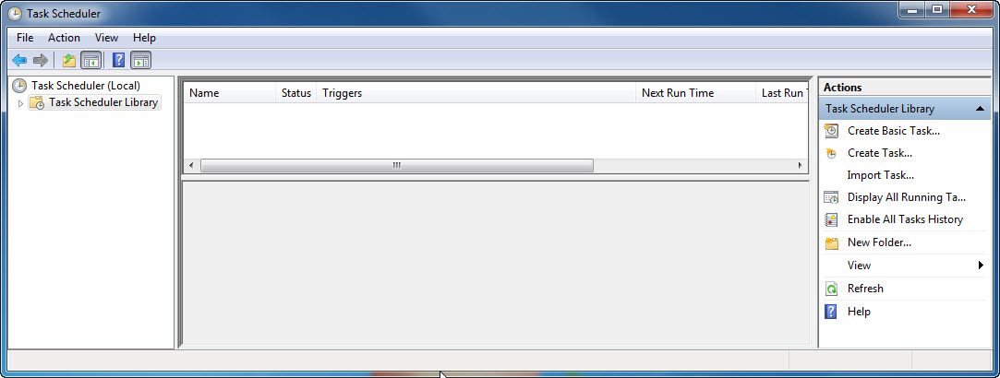 Task Scheduler
File Action View Help
Task Scheduler (Local)
Task Scheduler Library
Name Status Triggers Next Run Time Last Run
Actions
Task Scheduler Library
Create Basic Task...
Create Task...
Import Task...
Display All Running Ta...
Enable All Tasks History
New Folder...
View
Refresh
Help